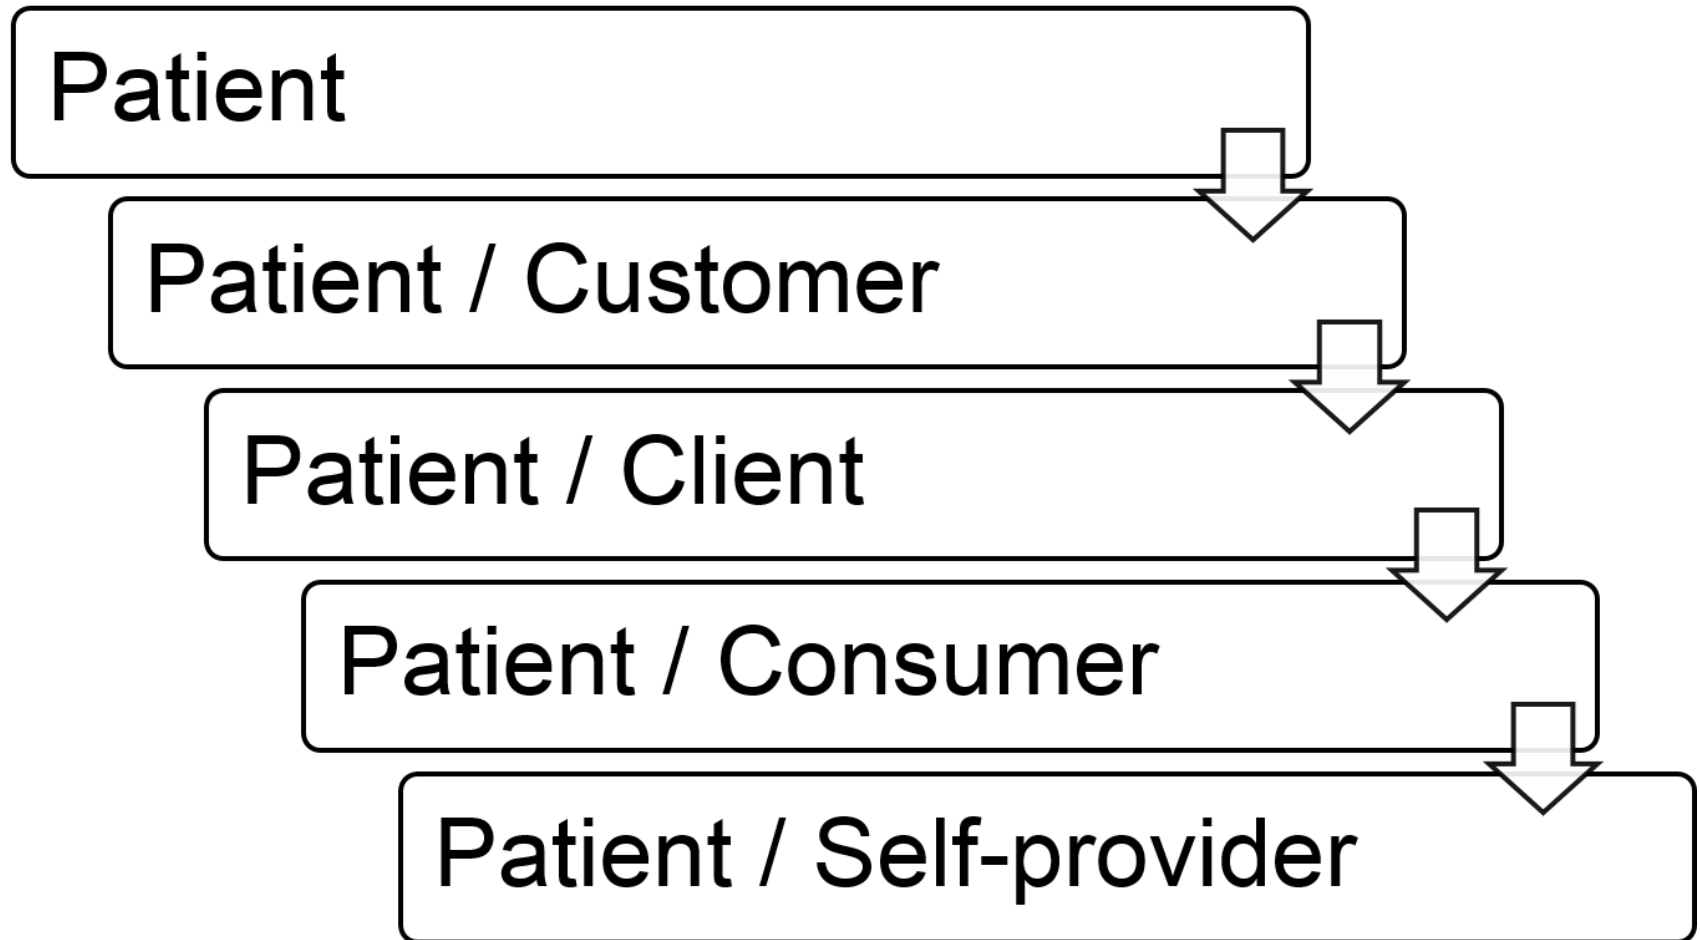 Patient
Patient / Customer
Patient / Client
Patient / Consumer
Patient / Self-provider